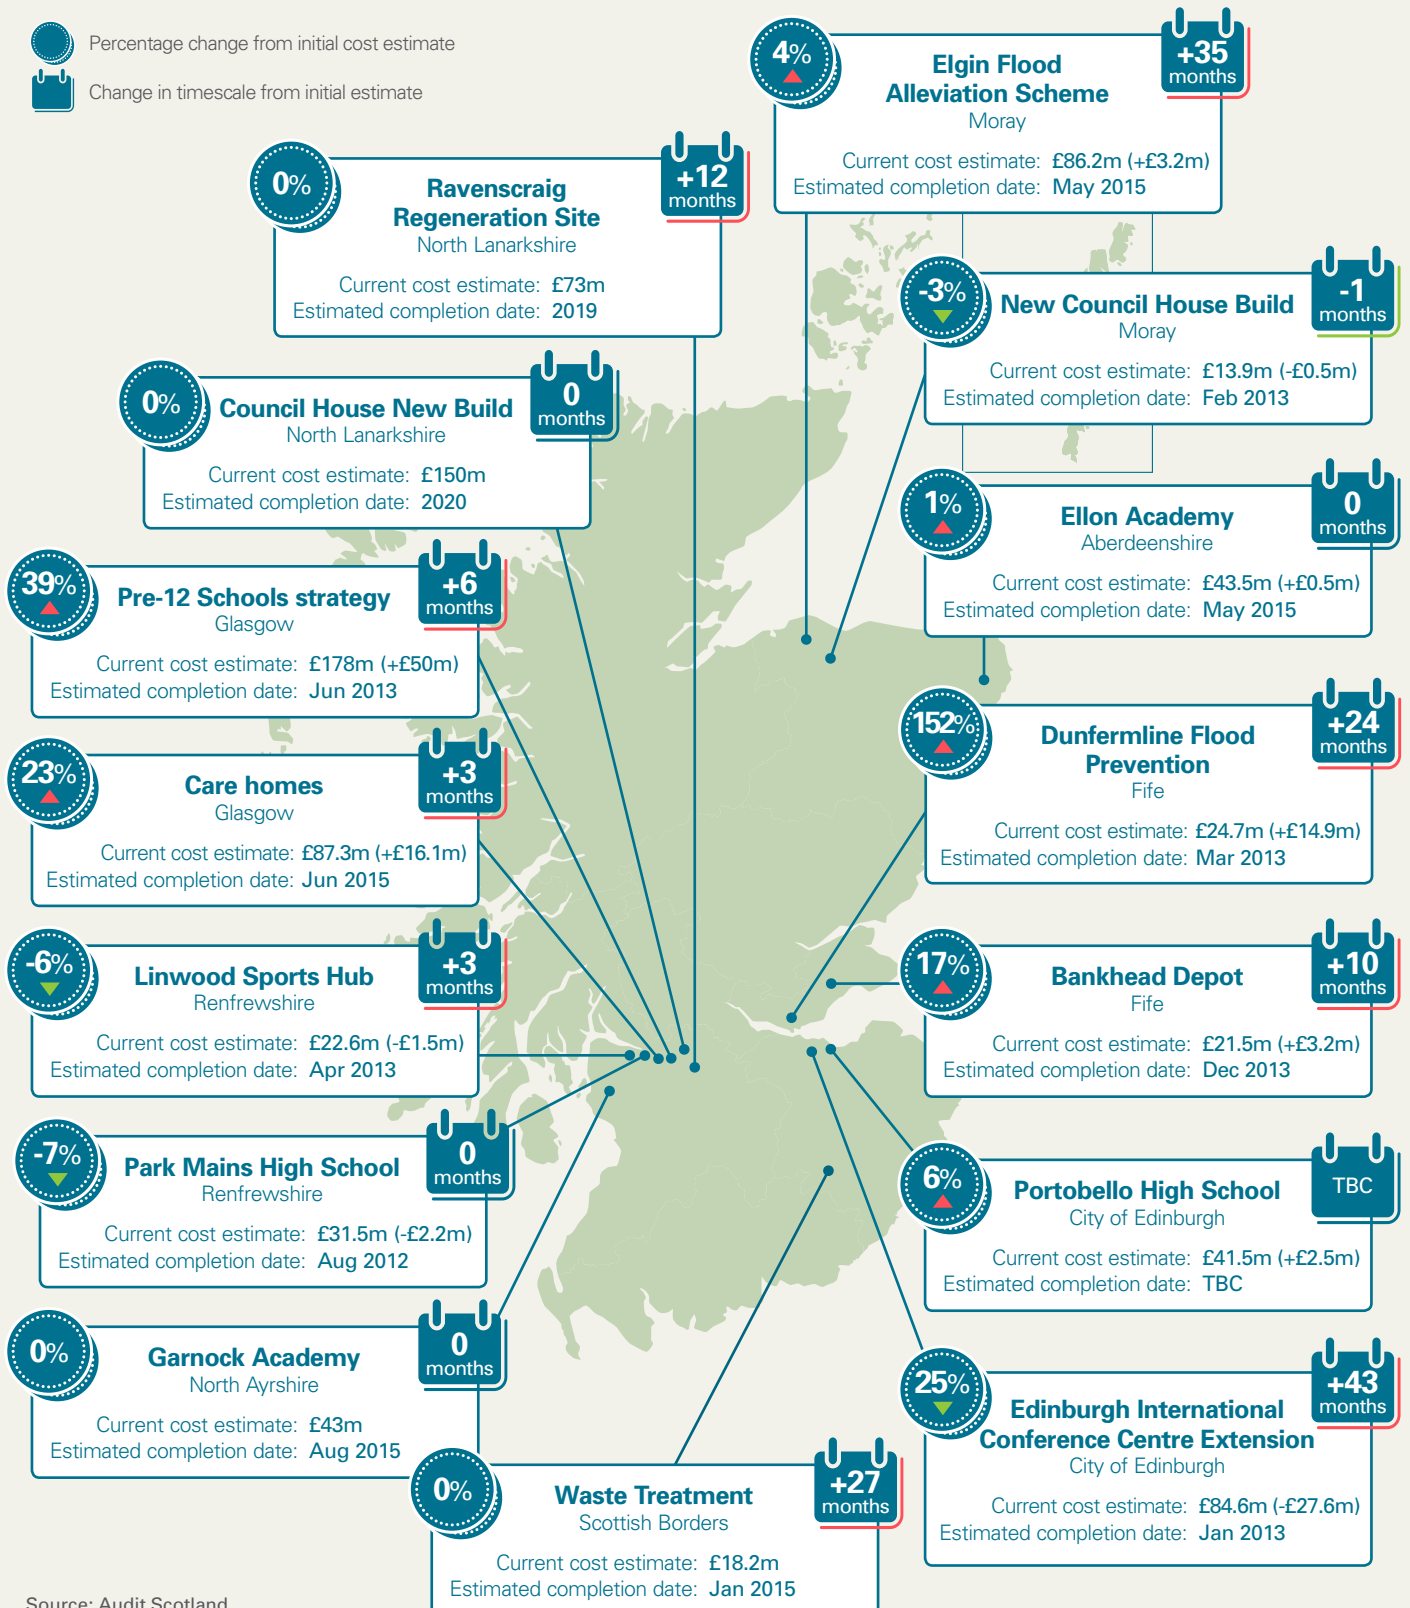 Percentage change from initial cost estimate
Change in timescale from initial estimate
4%
Elgin Flood
Alleviation Scheme
Moray
+35
months
Current cost estimate: £86.2m (+£3.2m)
Estimated completion date: May 2015
0%
Ravenscraig
Regeneration Site
North Lanarkshire
+12
months
Current cost estimate: £73m
Estimated completion date: 2019
-3%
New Council House Build
Moray
-1
months
Current cost estimate: £13.9m (-£0.5m)
Estimated completion date: Feb 2013
0%
Council House New Build
North Lanarkshire
0
months
Current cost estimate: £150m
Estimated completion date: 2020
1%
Ellon Academy
Aberdeenshire
0
months
Current cost estimate: £43.5m (+£0.5m)
Estimated completion date: May 2015
39%
Pre-12 Schools strategy
Glasgow
+6
months
Current cost estimate: £178m (+£50m)
Estimated completion date: Jun 2013
152%
Dunfermline Flood
Prevention
Fife
+24
months
Current cost estimate: £24.7m (+£14.9m)
Estimated completion date: Mar 2013
23%
Care homes
Glasgow
+3
months
Current cost estimate: £87.3m (+£16.1m)
Estimated completion date: Jun 2015
-6%
Linwood Sports Hub
Renfrewshire
+3
months
Current cost estimate: £22.6m (-£1.5m)
Estimated completion date: Apr 2013
17%
Bankhead Depot
Fife
+10
months
Current cost estimate: £21.5m (+£3.2m)
Estimated completion date: Dec 2013
-7%
Park Mains High School
Renfrewshire
0
months
Current cost estimate: £31.5m (-£2.2m)
Estimated completion date: Aug 2012
6%
Portobello High School
City of Edinburgh
TBC
Current cost estimate: £41.5m (+£2.5m)
Estimated completion date: TBC
0%
Garnock Academy
North Ayrshire
0
months
Current cost estimate: £43m
Estimated completion date: Aug 2015
25%
Edinburgh International
Conference Centre Extension
City of Edinburgh
+43
months
Current cost estimate: £84.6m (-£27.6m)
Estimated completion date: Jan 2013
0%
Waste Treatment
Scottish Borders
+27
months
Current cost estimate: £18.2m
Estimated completion date: Jan 2015
Source: Audit Scotland